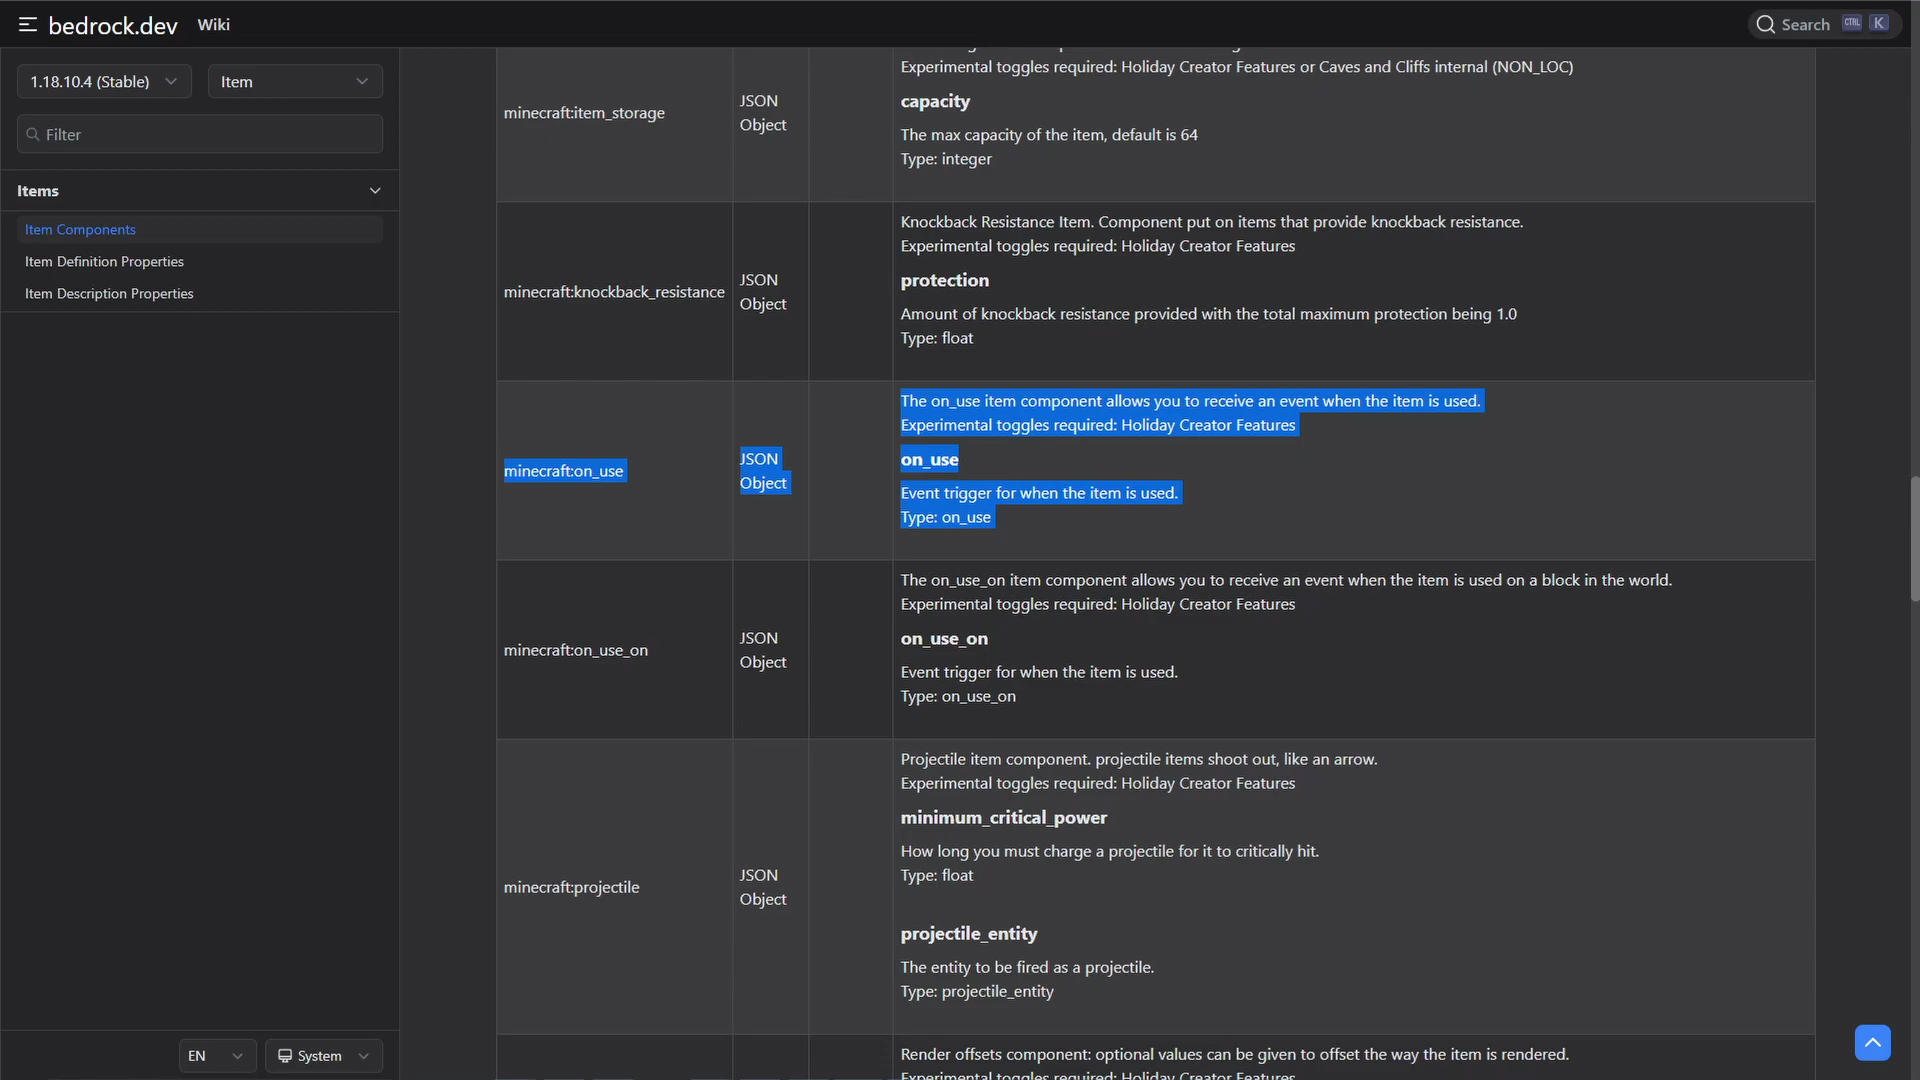 bedrock.dev
Wiki
Search
CTRL
K
1.18.10.4 (Stable)
Item
Filter
Items
Item Components
Item Definition Properties
Item Description Properties
EN
System
minecraft:item_storage
JSON
Object
Experimental toggles required: Holiday Creator Features or Caves and Cliffs internal (NON_LOC)
capacity
The max capacity of the item, default is 64
Type: integer
minecraft:knockback_resistance
JSON
Object
Knockback Resistance Item. Component put on items that provide knockback resistance.
Experimental toggles required: Holiday Creator Features
protection
Amount of knockback resistance provided with the total maximum protection being 1.0
Type: float
minecraft:on_use
JSON
Object
The on_use item component allows you to receive an event when the item is used.
Experimental toggles required: Holiday Creator Features
on_use
Event trigger for when the item is used.
Type: on_use
minecraft:on_use_on
JSON
Object
The on_use_on item component allows you to receive an event when the item is used on a block in the world.
Experimental toggles required: Holiday Creator Features
on_use_on
Event trigger for when the item is used.
Type: on_use_on
minecraft:projectile
JSON
Object
Projectile item component. projectile items shoot out, like an arrow.
Experimental toggles required: Holiday Creator Features
minimum_critical_power
How long you must charge a projectile for it to critically hit.
Type: float
projectile_entity
The entity to be fired as a projectile.
Type: projectile_entity
Render offsets component: optional values can be given to offset the way the item is rendered.
Experimental toggles required: Holiday Creator Features